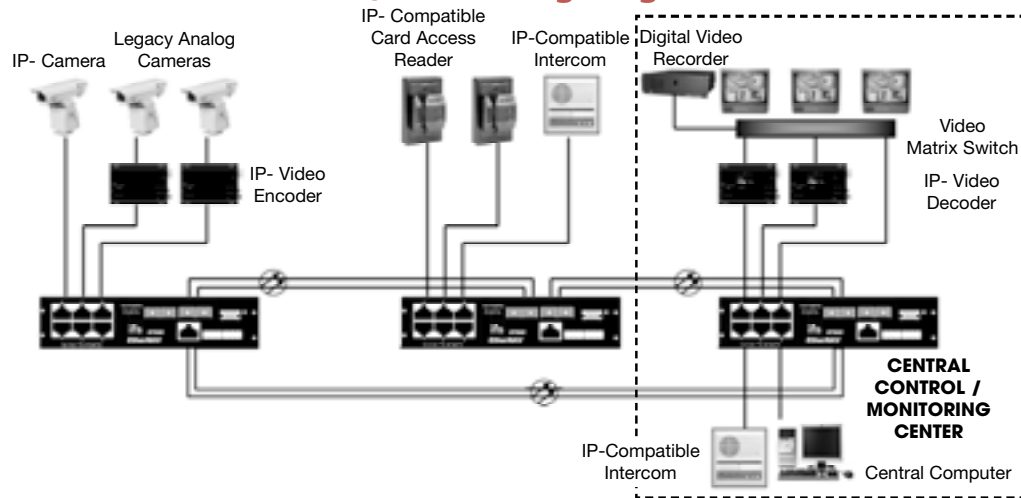 IP- Camera
Legacy Analog
Cameras
IP- Video
Encoder
IP- Compatible
Card Access
Reader
IP-Compatible
Intercom
Digital Video
Recorder
Video
Matrix Switch
IP- Video
Decoder
CENTRAL
CONTROL /
MONITORING
CENTER
IP-Compatible
Intercom
Central Computer